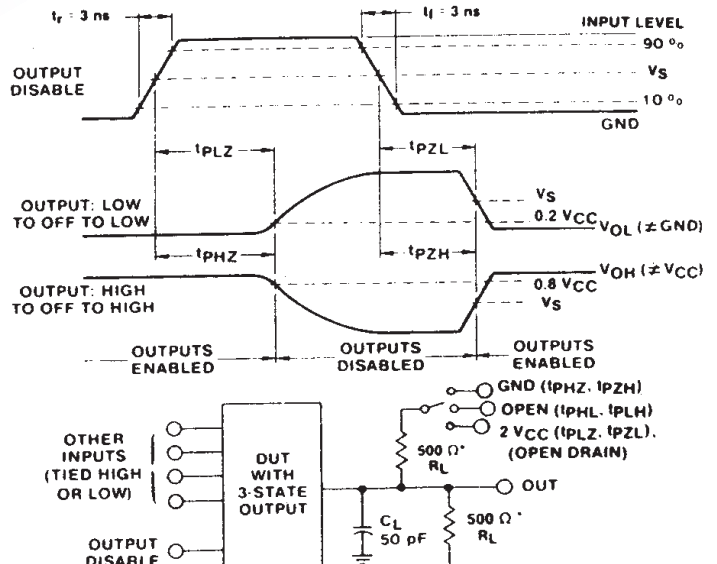 tr = 3 ns
tf = 3 ns
INPUT LEVEL
90 %
OUTPUT
DISABLE
VS
10 %
GND
tPLZ
tPZL
OUTPUT: LOW
TO OFF TO LOW
VS
0.2 VCC
VOL (≠ GND)
tPHZ
tPZH
OUTPUT: HIGH
TO OFF TO HIGH
VOH (≠ VCC)
0.8 VCC
VS
OUTPUTS
ENABLED
OUTPUTS
DISABLED
OUTPUTS
ENABLED
GND (tPHZ, tPZH)
OPEN (tPHL, tPLH)
2 VCC (tPLZ, tPZL),
(OPEN DRAIN)
OTHER
INPUTS
(TIED HIGH
OR LOW)
DUT
WITH
3-STATE
OUTPUT
500 Ω*
RL
OUT
CL
50 pF
500 Ω*
RL
OUTPUT
DISABLE